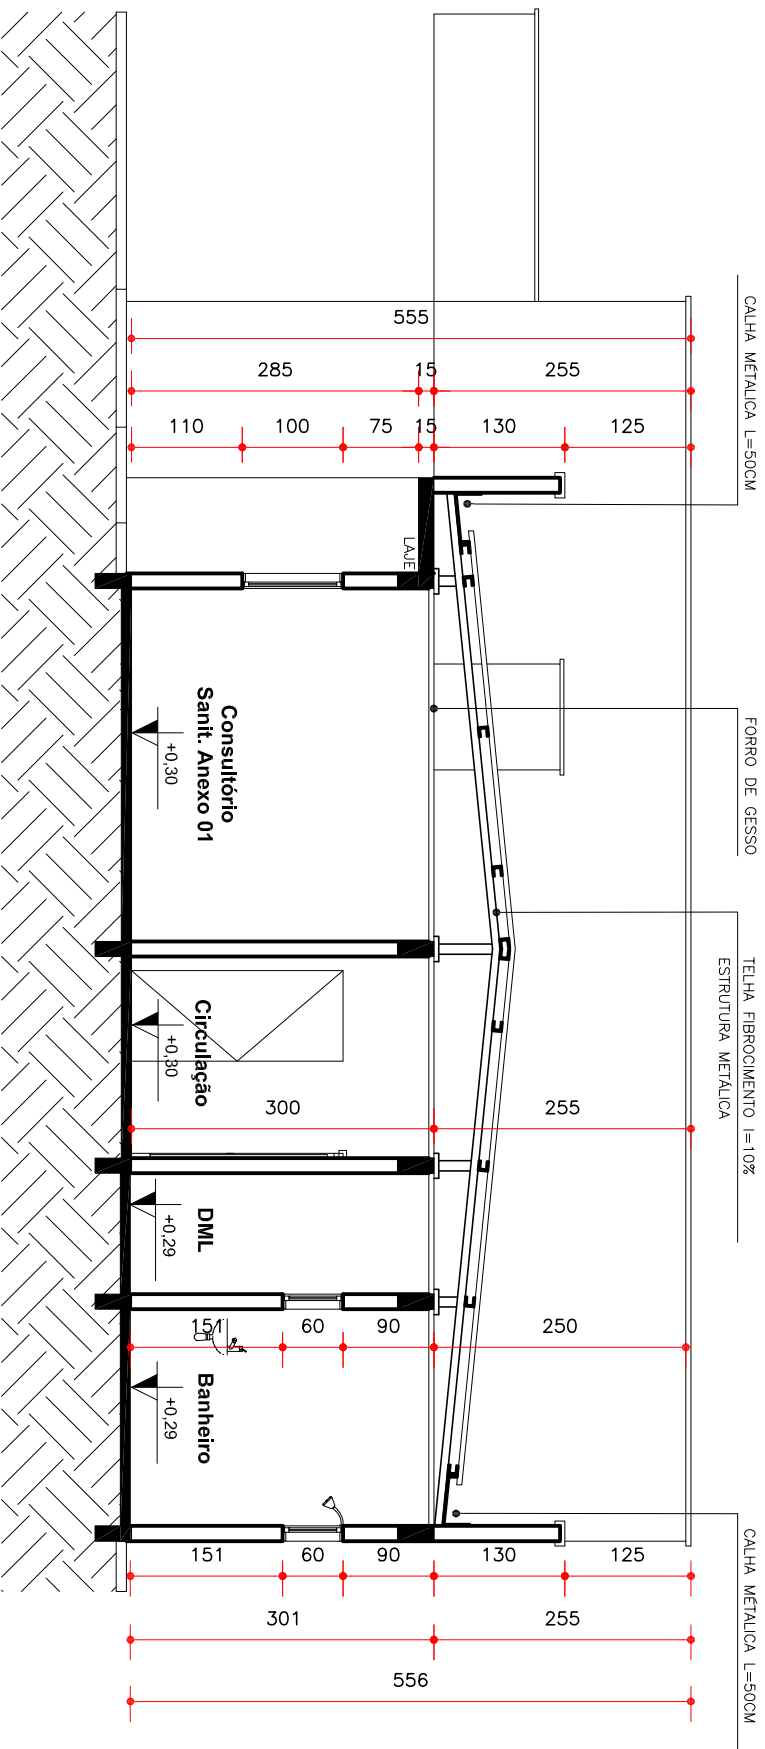 CALHA MÉTALICA L=50CM
FORRO DE GESSO
TELHA FIBROCIMENTO I=10%
ESTRUTURA METÁLICA
CALHA MÉTALICA L=50CM
555
285
15
255
110
100
75
15
130
125
LAJE
Consultório
Sanit. Anexo 01
+0,30
Circulação
+0,30
300
255
DML
+0,29
151
60
90
250
Banheiro
+0,29
151
60
90
130
125
301
255
556